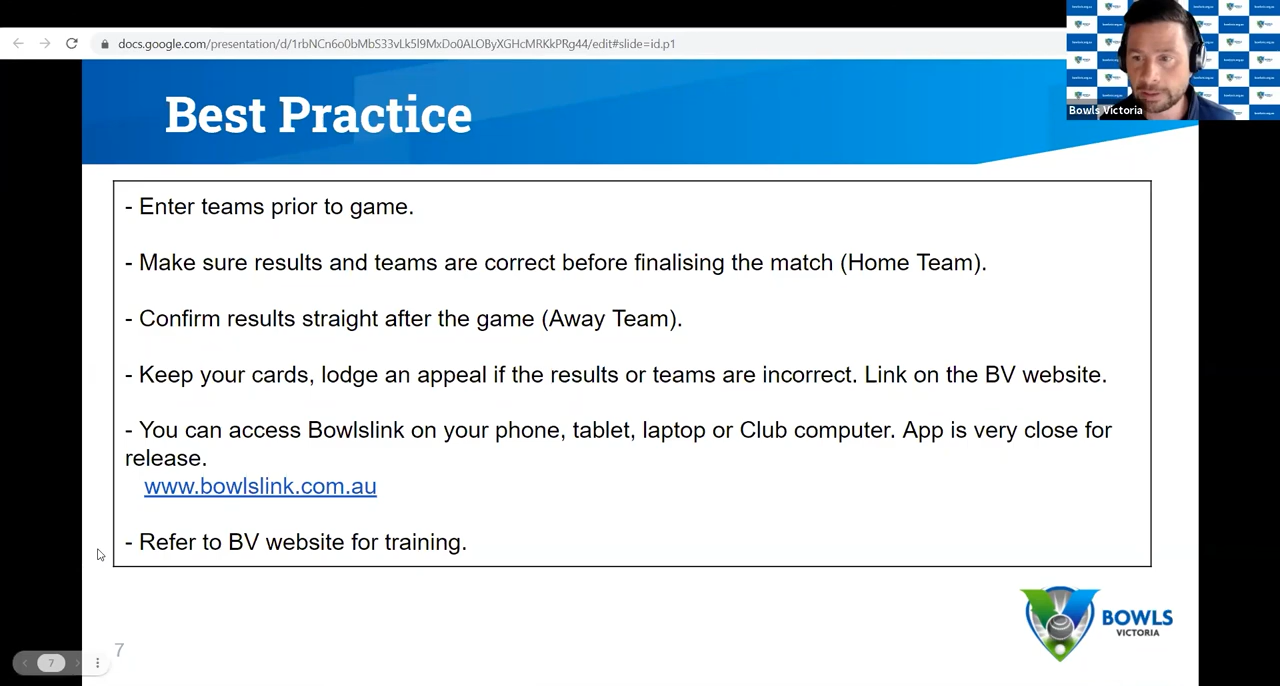 docs.google.com/presentation/d/1rbNCn6o0bMbS33vLk5l9MxDo0ALOByXGHcMRKkPRg44/edit#slide=id.p1
Bowls Victoria
Best Practice
- Enter teams prior to game.
- Make sure results and teams are correct before finalising the match (Home Team).
- Confirm results straight after the game (Away Team).
- Keep your cards, lodge an appeal if the results or teams are incorrect. Link on the BV website.
- You can access Bowlslink on your phone, tablet, laptop or Club computer. App is very close for
release.
www.bowlslink.com.au
- Refer to BV website for training.
BOWLS
VICTORIA
7
7